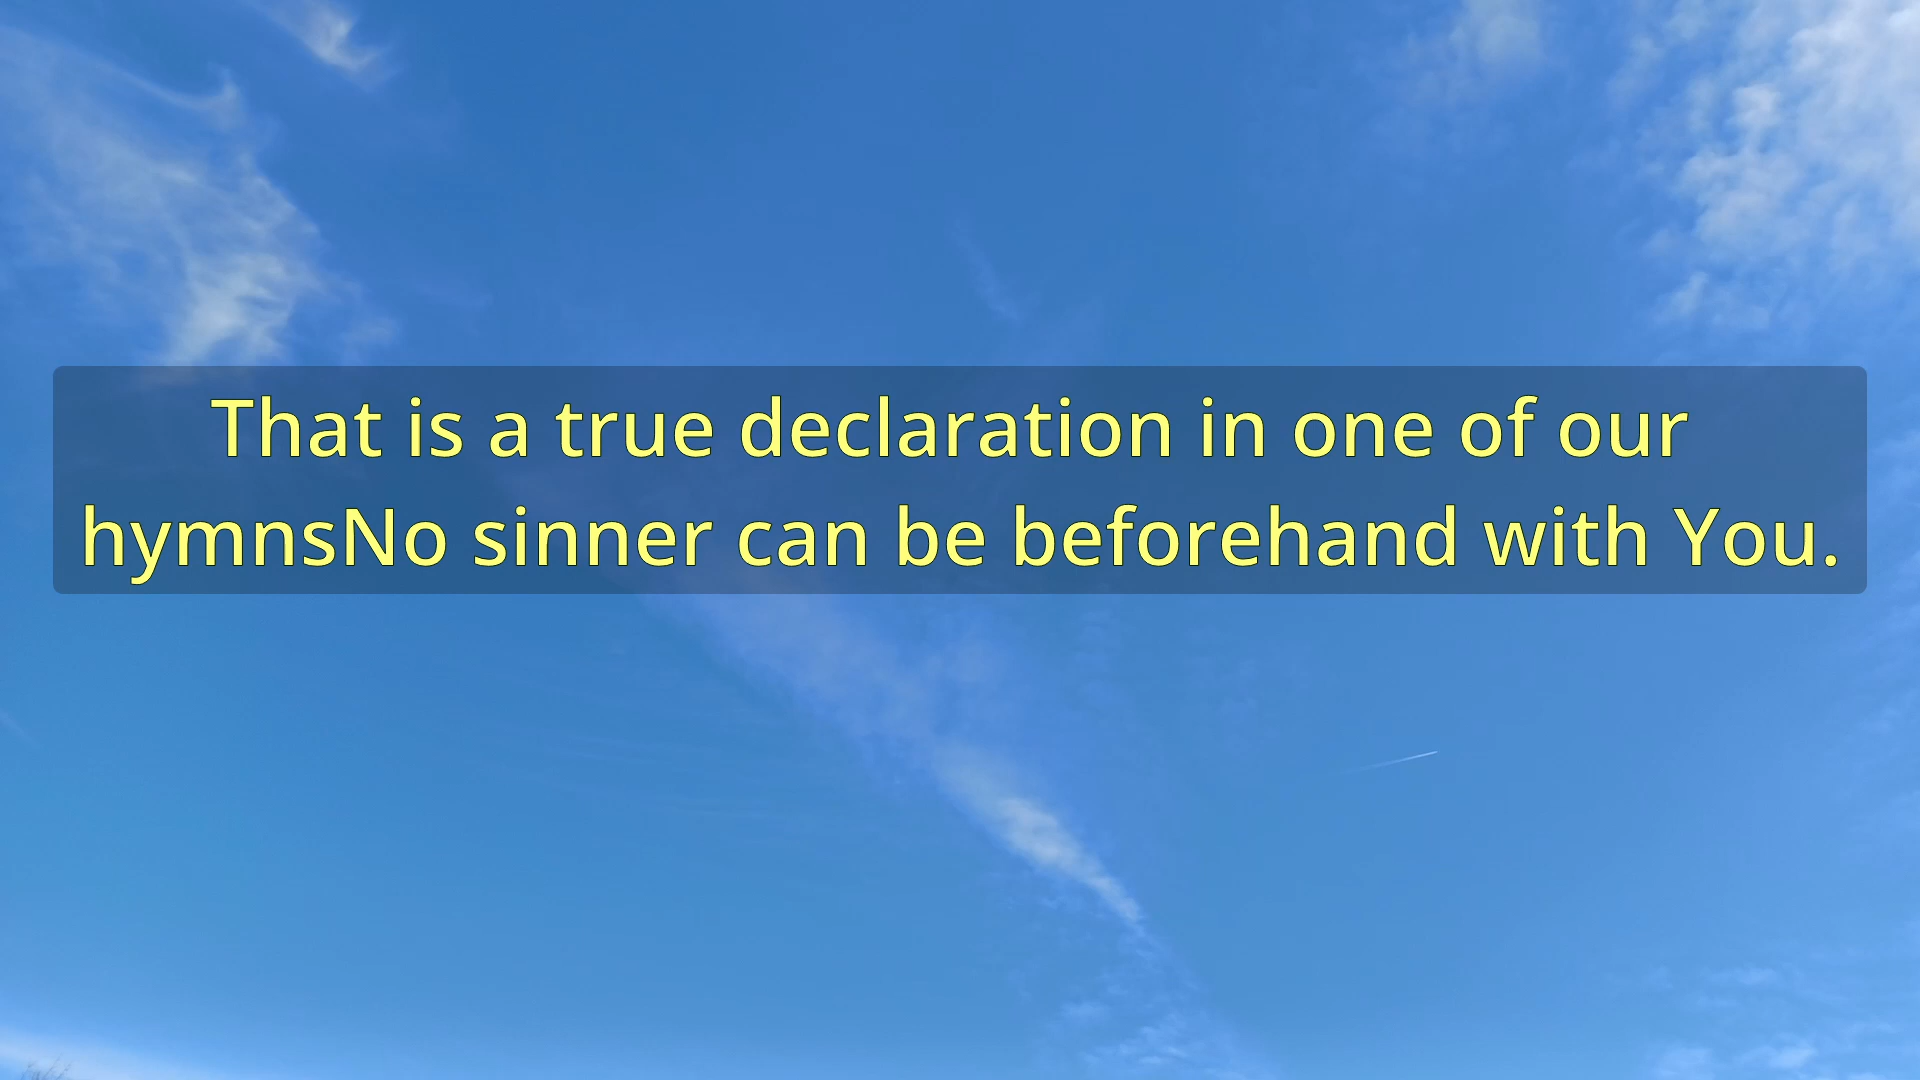 That is a true declaration in one of our
hymnsNo sinner can be beforehand with You.